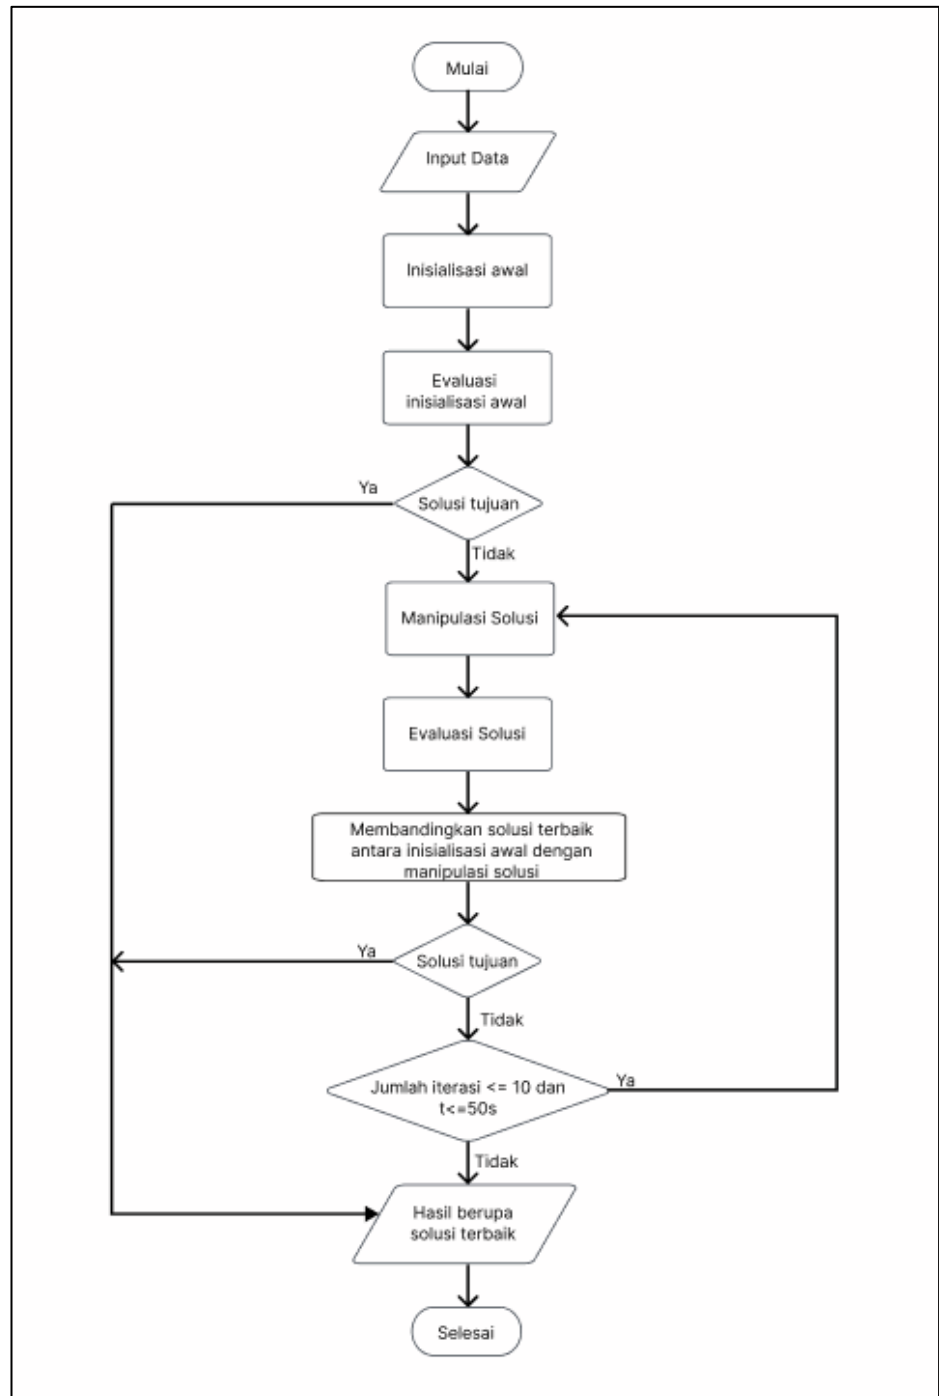 Mulai
Input Data
Inisialisasi awal
Evaluasi
inisialisasi awal
Ya
Solusi tujuan
Tidak
Manipulasi Solusi
Evaluasi Solusi
Membandingkan solusi terbaik
antara inisialisasi awal dengan
manipulasi solusi
Ya
Solusi tujuan
Tidak
Jumlah iterasi <= 10 dan
t<=50s
Ya
Tidak
Hasil berupa
solusi terbaik
Selesai